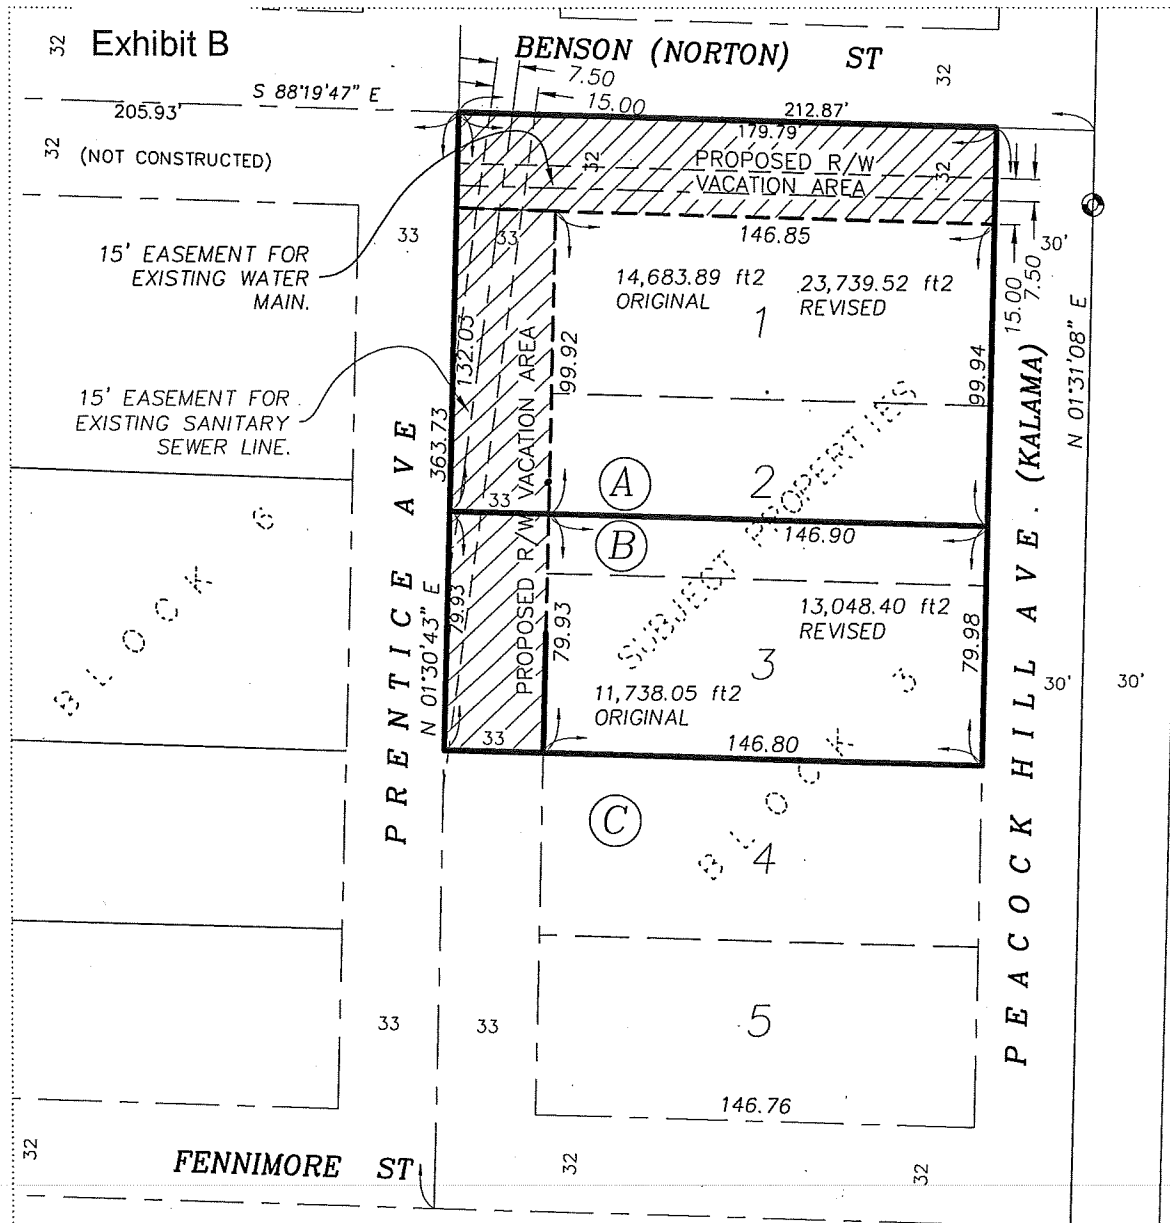 Exhibit B
32
BENSON (NORTON) ST
32
7.50
15.00
S 88°19'47" E
205.93'
212.87'
179.79'
32
(NOT CONSTRUCTED)
32
PROPOSED R/W
VACATION AREA
32
33
33
146.85
30'
15' EASEMENT FOR
EXISTING WATER
MAIN.
14,683.89 ft2
ORIGINAL
23,739.52 ft2
REVISED
1
15.00
7.50
N 01°31'08" E
132.03
99.92
99.94
15' EASEMENT FOR
EXISTING SANITARY
SEWER LINE.
363.73
PROPOSED R/W VACATION AREA
PRENTICE AVE
N 01°30'43" E
33
A
2
SUBJECT PROPERTIES
B
146.90
BLOCK 6
79.93
79.93
13,048.40 ft2
REVISED
79.98
3
11,738.05 ft2
ORIGINAL
33
146.80
30'
30'
PEACOCK HILL AVE. (KALAMA)
BLOCK 3
C
4
33
33
5
146.76
32
FENNIMORE ST
32
32